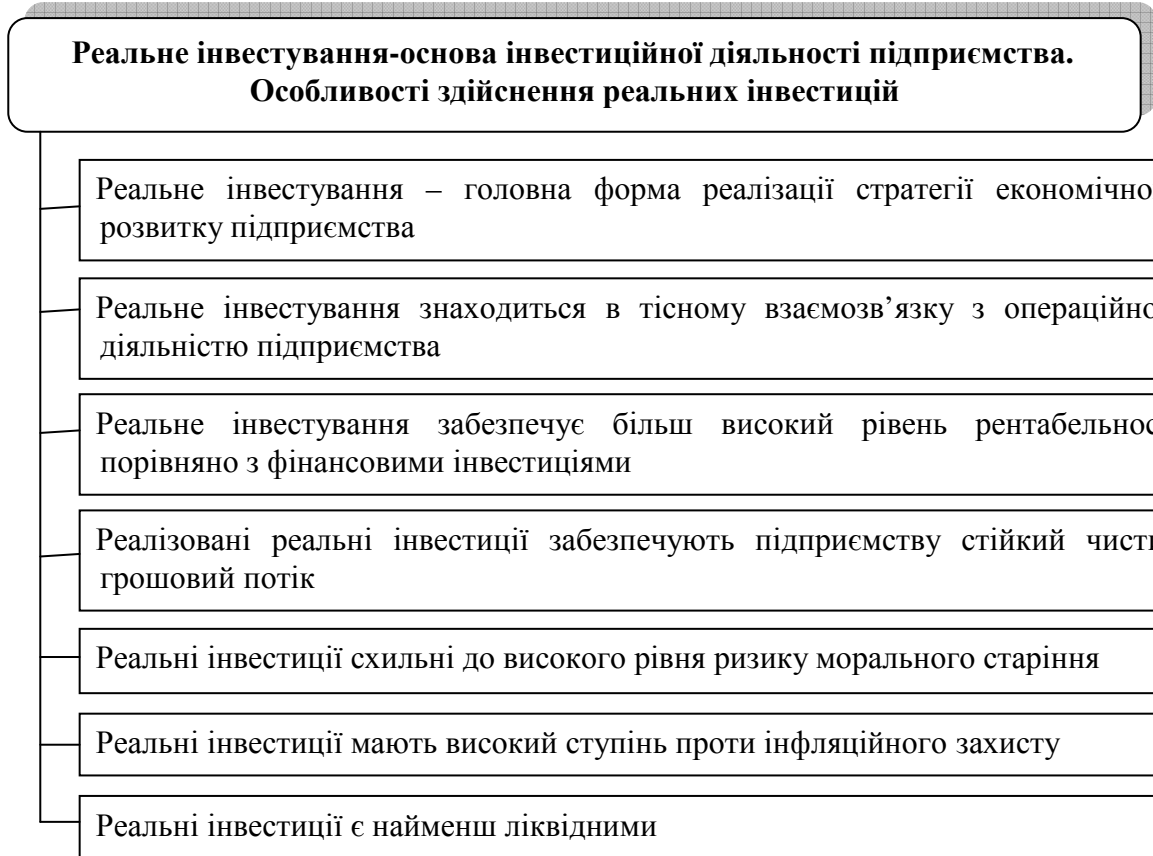 Реальне інвестування-основа інвестиційної діяльності підприємства.
Особливості здійснення реальних інвестицій
Реальне інвестування – головна форма реалізації стратегії економічно
розвитку підприємства
Реальне інвестування знаходиться в тісному взаємозв’язку з операційно
діяльністю підприємства
Реальне інвестування забезпечує більш високий рівень рентабельнос
порівняно з фінансовими інвестиціями
Реалізовані реальні інвестиції забезпечують підприємству стійкий чисти
грошовий потік
Реальні інвестиції схильні до високого рівня ризику морального старіння
Реальні інвестиції мають високий ступінь проти інфляційного захисту
Реальні інвестиції є найменш ліквідними